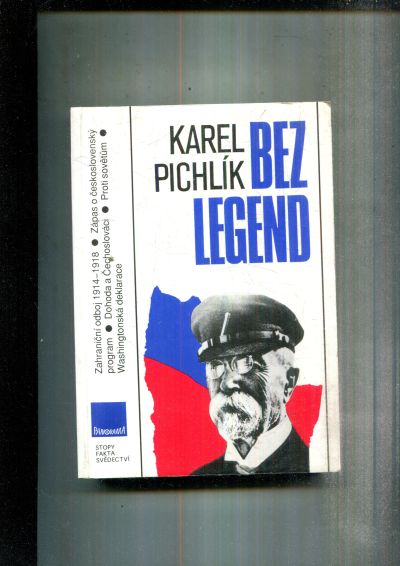 KAREL
PICHLÍK
BEZ
LEGEND
Zahraniční odboj 1914–1918 ● Zápas o československý
program ● Dohoda a Čechoslováci ● Proti sovětům ●
Washingtonská deklarace
PANORAMA
STOPY
FAKTA
SVĚDECTVÍ